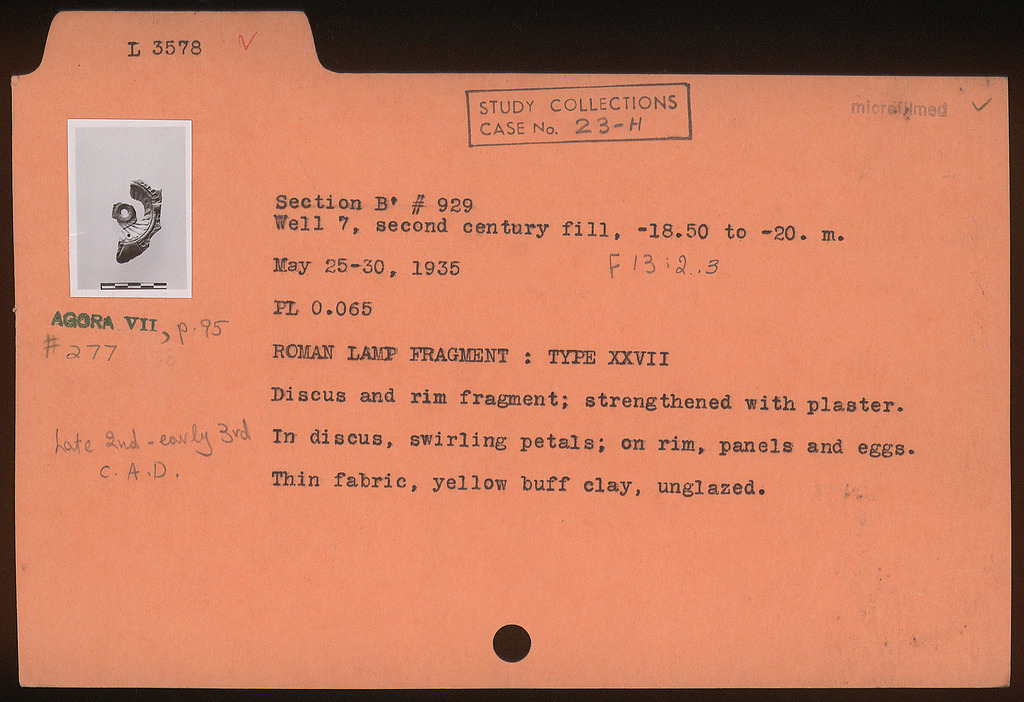 L 3578 ✓
STUDY COLLECTIONS
CASE No. 23-H
microfilmed ✓
Section B' # 929
Well 7, second century fill, -18.50 to -20. m.
May 25-30, 1935
F 13:2..3
PL 0.065
AGORA VII, p. 95
# 277
ROMAN LAMP FRAGMENT : TYPE XXVII
Discus and rim fragment; strengthened with plaster.
Late 2nd - early 3rd
C. A.D.
In discus, swirling petals; on rim, panels and eggs.
Thin fabric, yellow buff clay, unglazed.